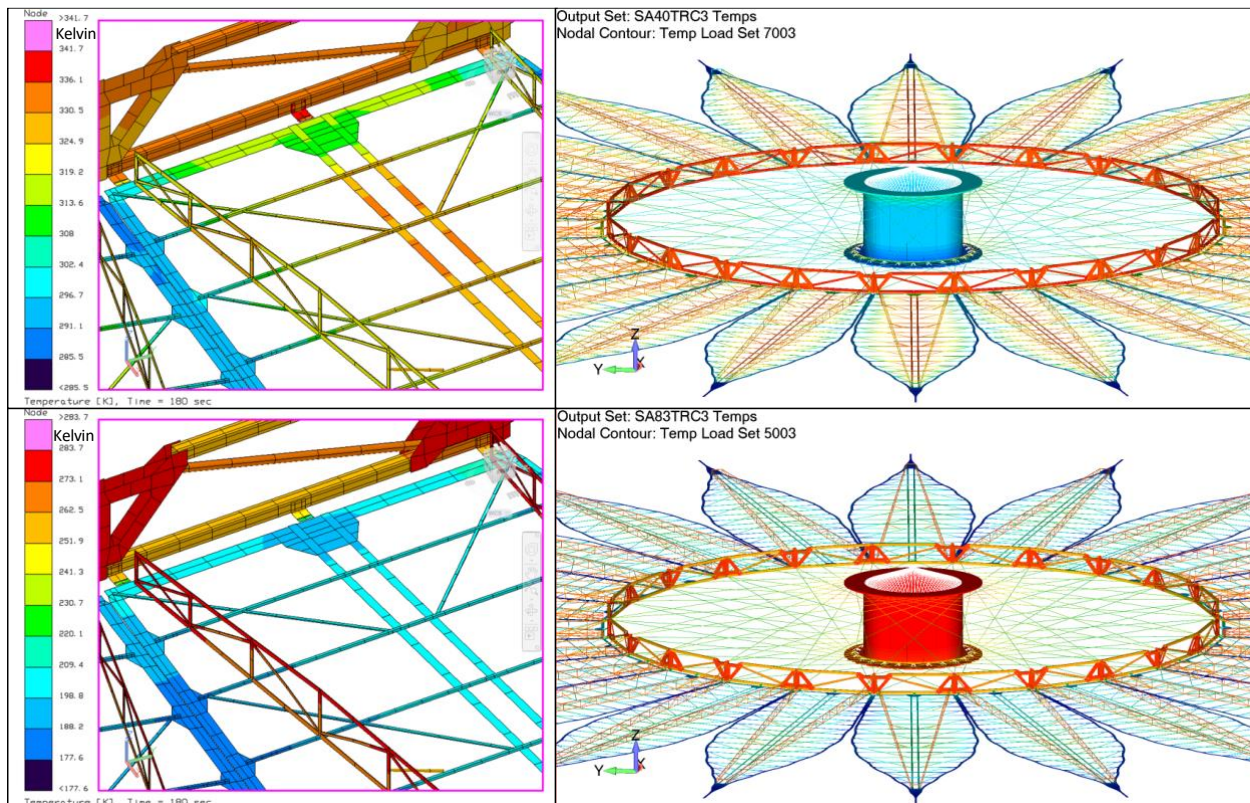 Node
>341.7
Kelvin
341.7
336.1
330.5
324.9
319.2
313.6
308
302.4
296.7
291.1
285.5
<285.5
Temperature [K], Time = 180 sec
Output Set: SA40TRC3 Temps
Nodal Contour: Temp Load Set 7003
Z
Y
X
Node
>283.7
Kelvin
283.7
273.1
262.5
251.9
241.3
230.7
220.1
209.4
198.8
188.2
177.6
<177.6
Temperature [K], Time = 180 sec
Output Set: SA83TRC3 Temps
Nodal Contour: Temp Load Set 5003
Z
Y
X